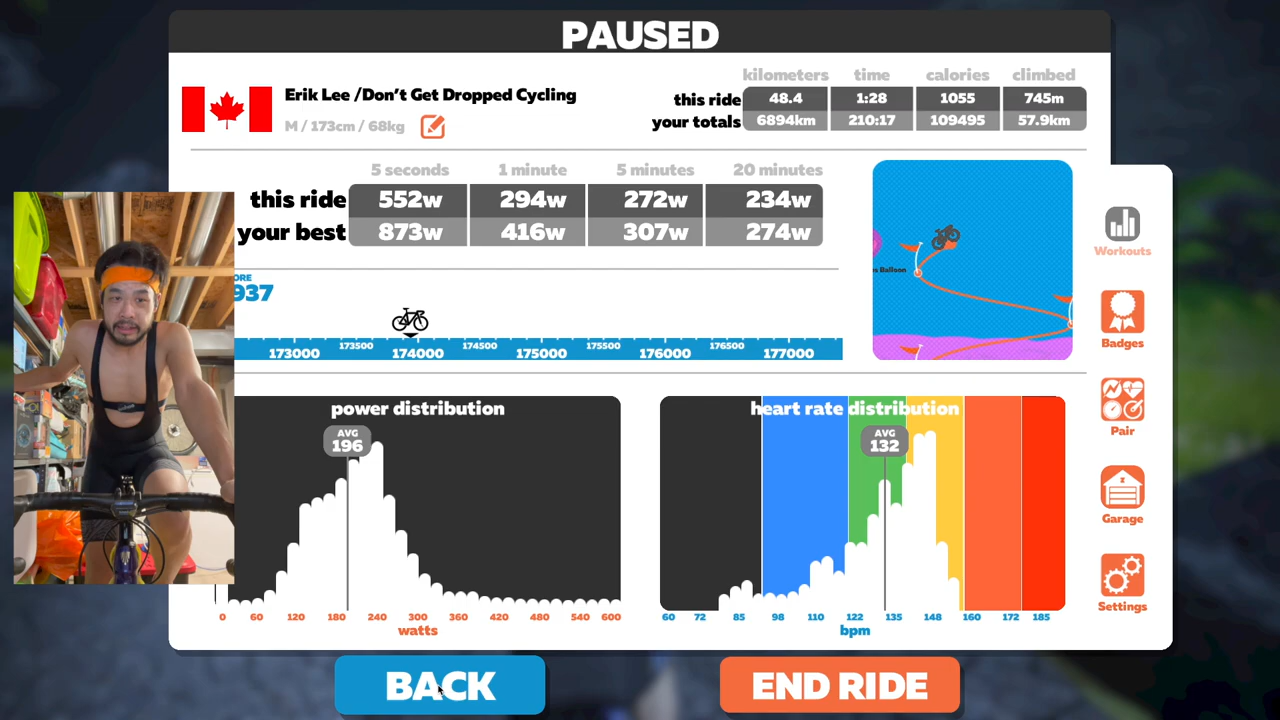 PAUSED
Erik Lee /Don't Get Dropped Cycling
M / 173cm / 68kg
kilometers time calories climbed
this ride 48.4 1:28 1055 745m
your totals 6894km 210:17 109495 57.9km
5 seconds 1 minute 5 minutes 20 minutes
this ride 552w 294w 272w 234w
your best 873w 416w 307w 274w
Balloon
937
173000 173500 174000 174500 175000 175500 176000 176500 177000
Workouts
Badges
Pair
Garage
Settings
power distribution
AVG
196
0 60 120 196 240 300 360 420 480 540 600
watts
heart rate distribution
AVG
132
60 72 85 98 110 122 135 148 160 172 185
bpm
BACK
END RIDE